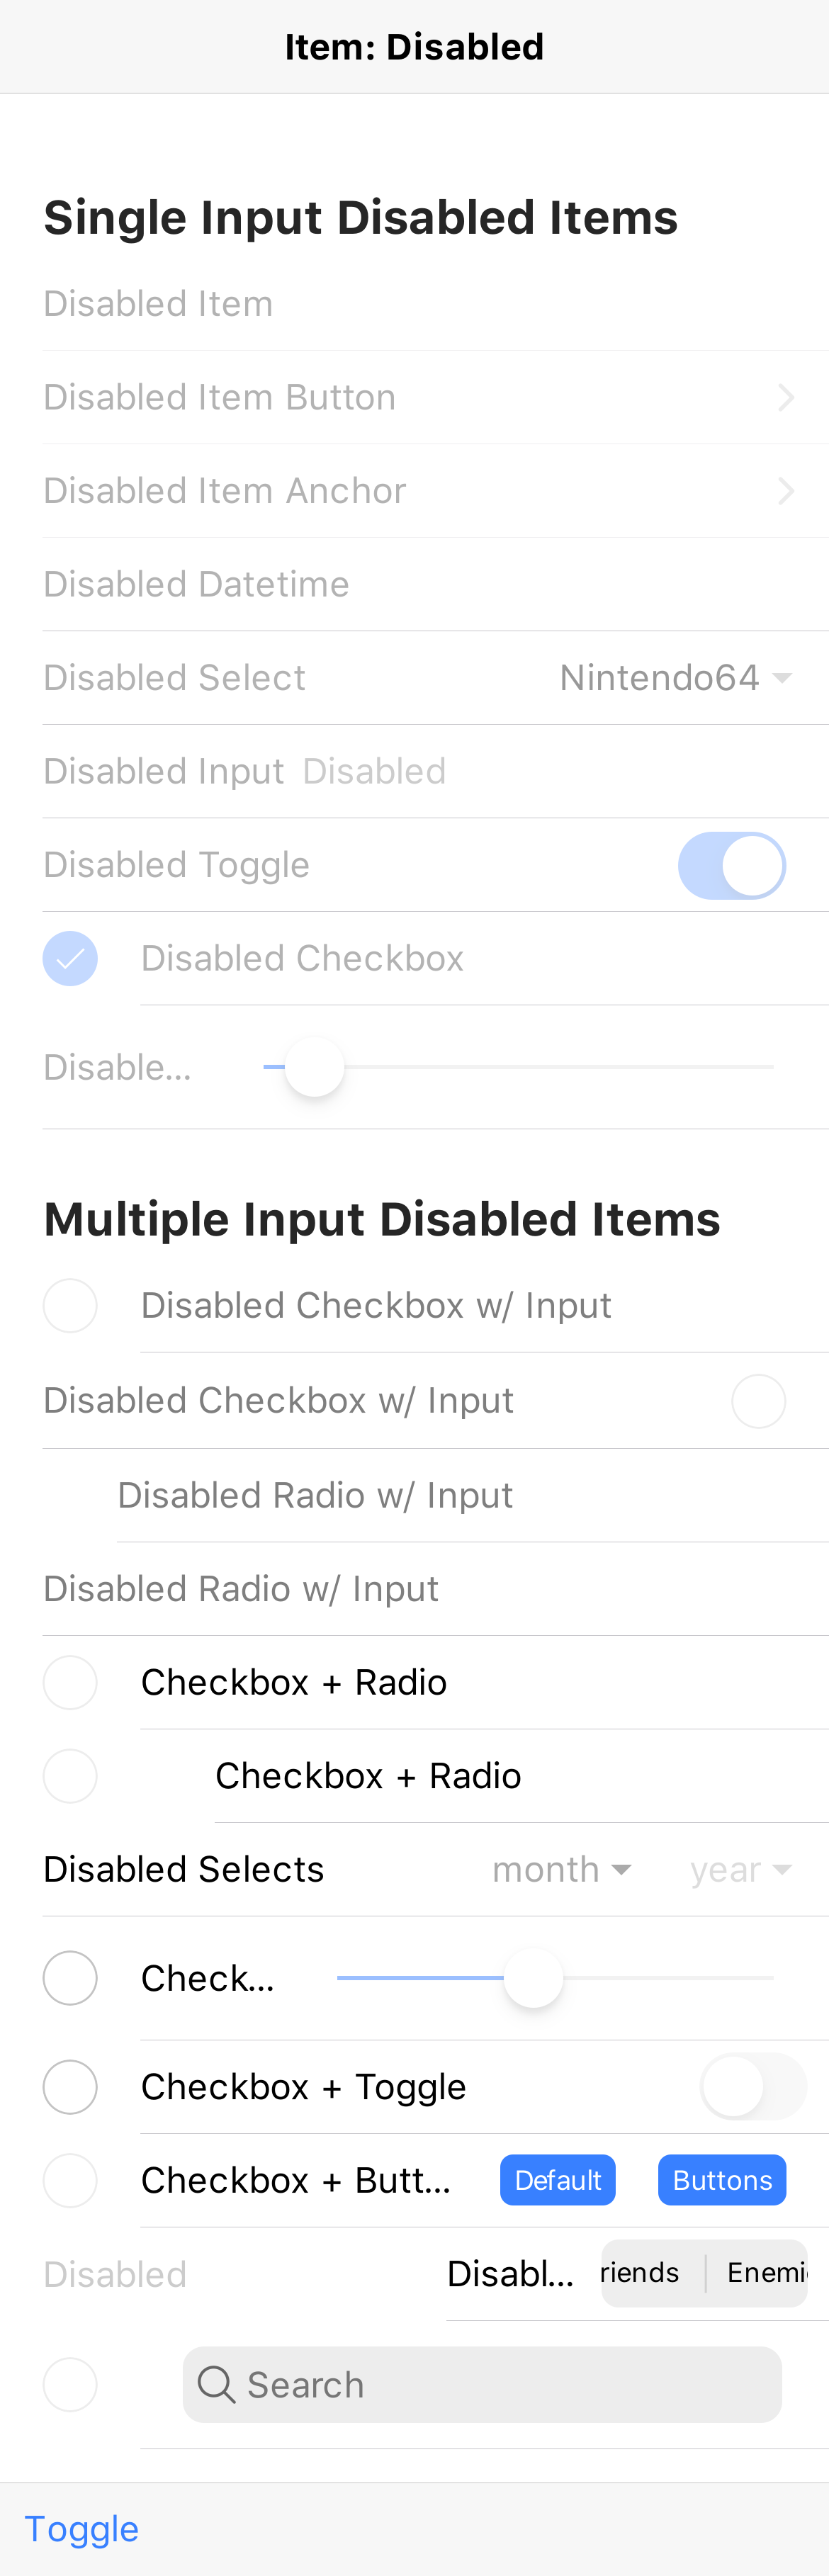 Item: Disabled
Single Input Disabled Items
Disabled Item
Disabled Item Button
Disabled Item Anchor
Disabled Datetime
Disabled Select Nintendo64
Disabled Input Disabled
Disabled Toggle
Disabled Checkbox
Disable...
Multiple Input Disabled Items
Disabled Checkbox w/ Input
Disabled Checkbox w/ Input
Disabled Radio w/ Input
Disabled Radio w/ Input
Checkbox + Radio
Checkbox + Radio
Disabled Selects month year
Check...
Checkbox + Toggle
Checkbox + Butt... Default Buttons
Disabled Disabl... riends Enemi
Search
Toggle